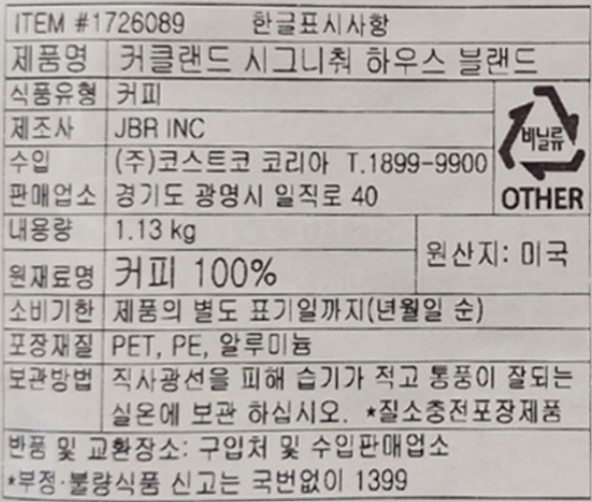 ITEM #1726089 한글표시사항
제품명 커클랜드 시그니춰 하우스 블랜드
식품유형 커피
제조사 JBR INC
수입 (주)코스트코 코리아 T.1899-9900
판매업소 경기도 광명시 일직로 40
비닐류
OTHER
내용량 1.13 kg
원산지: 미국
원재료명 커피 100%
소비기한 제품의 별도 표기일까지(년월일 순)
포장재질 PET, PE, 알루미늄
보관방법 직사광선을 피해 습기가 적고 통풍이 잘되는
실온에 보관 하십시오. *질소충전포장제품
반품 및 교환장소: 구입처 및 수입판매업소
*부정·불량식품 신고는 국번없이 1399